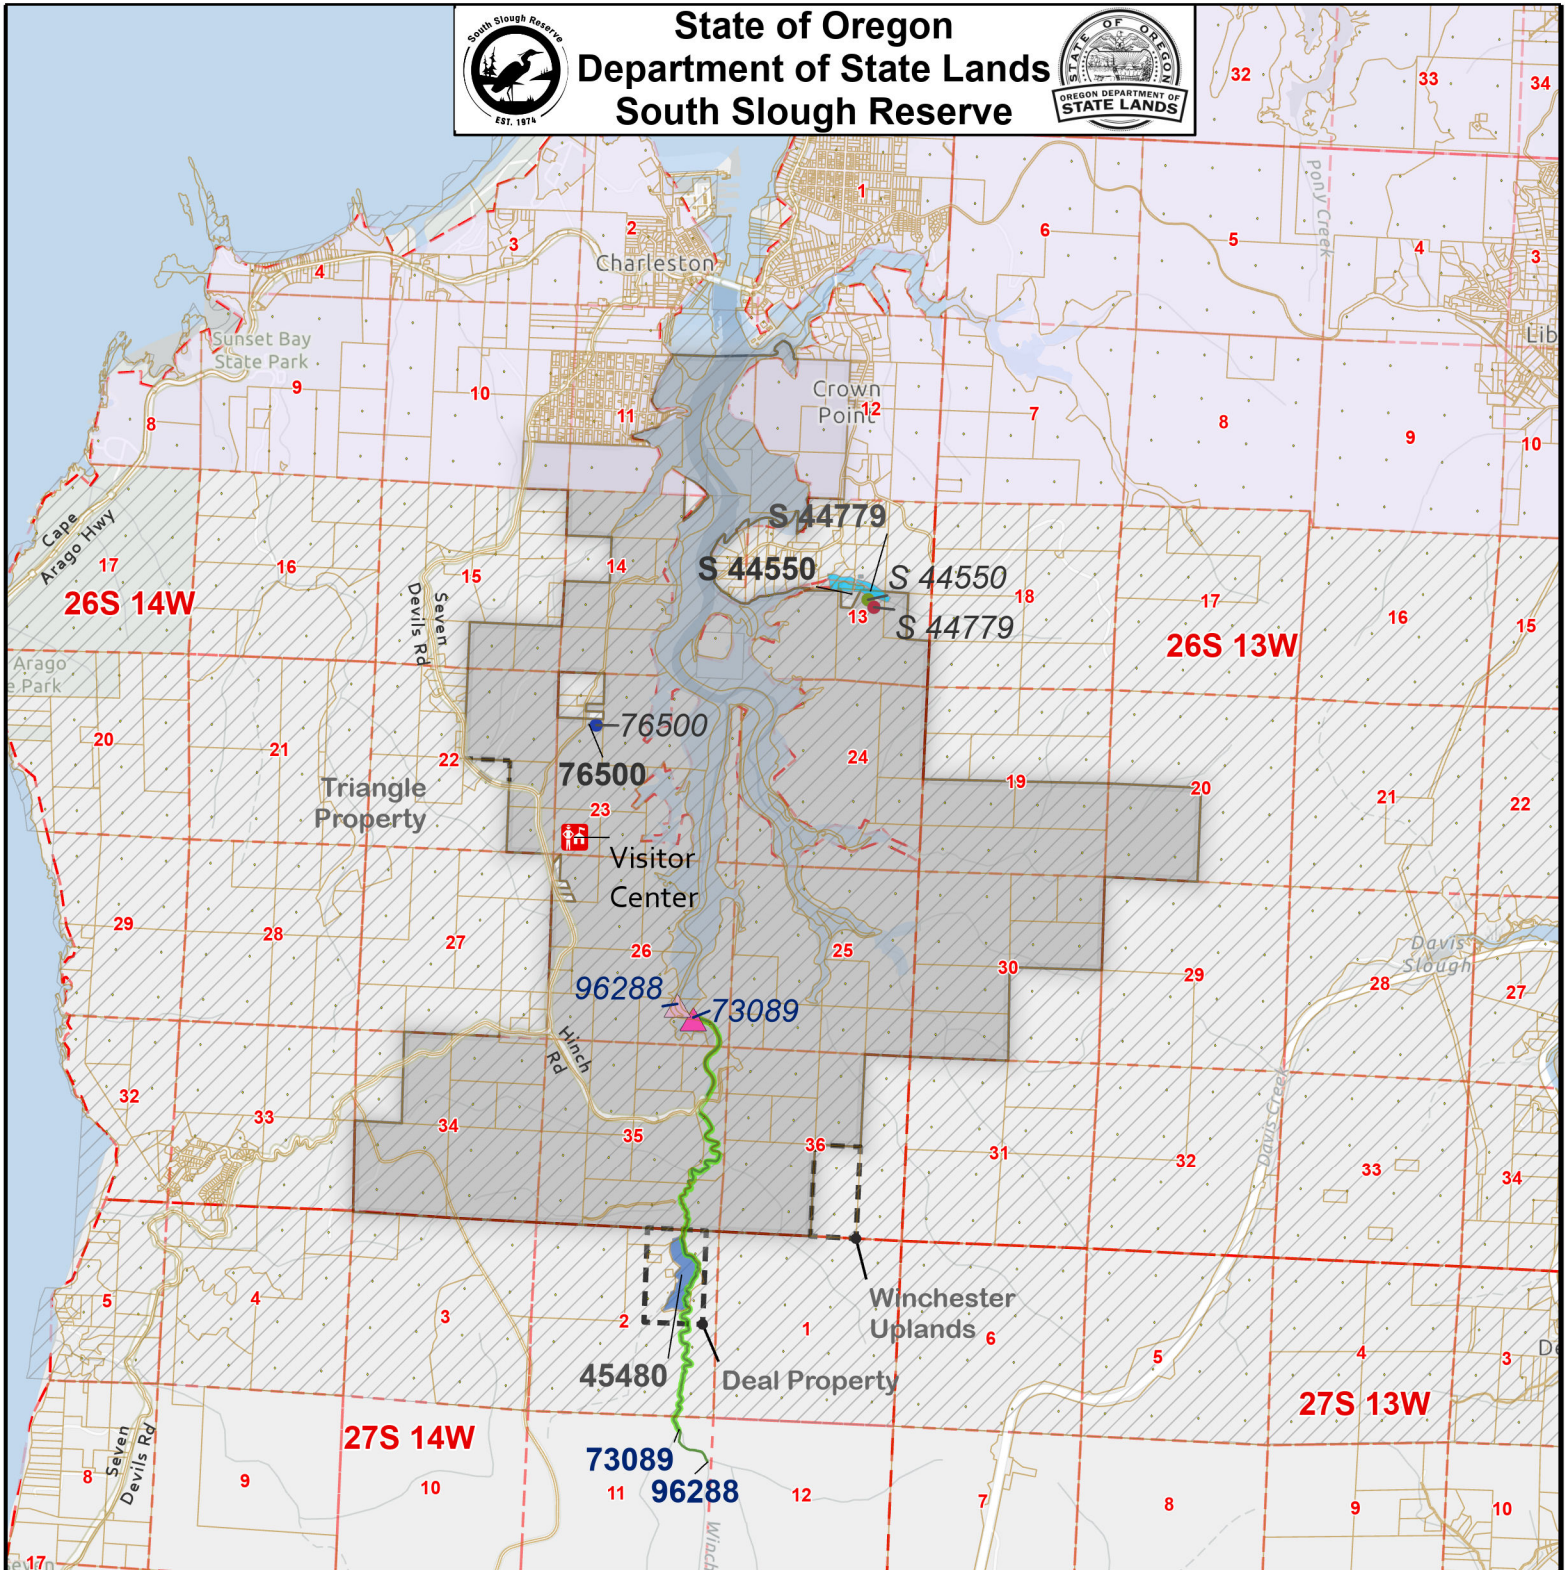 South Slough Reserve
EST. 1974
State of Oregon
Department of State Lands
South Slough Reserve
STATE OF OREGON
OREGON DEPARTMENT OF
STATE LANDS
32
33
34
1
2
3
4
6
5
4
3
Pony Creek
Charleston
Sunset Bay
State Park
Lib
8
9
10
11
Crown
Point
12
7
8
9
10
Cape
Arago Hwy
17
16
15
14
S 44779
S 44550
S 44550
S 44779
13
18
17
16
15
26S 14W
26S 13W
Seven
Devils Rd
Arago
e Park
20
21
22
76500
76500
23
24
19
20
21
22
Triangle
Property
Visitor
Center
29
28
27
26
25
30
29
28
27
Davis
Slough
96288
73089
Hinch
Rd
Davis Creek
32
33
34
35
36
31
32
33
34
5
4
3
2
1
6
5
4
3
Winchester
Uplands
De
45480
Deal Property
27S 14W
27S 13W
Seven
Devils Rd
73089
96288
8
9
10
11
12
7
8
9
10
17
Seven
Winch